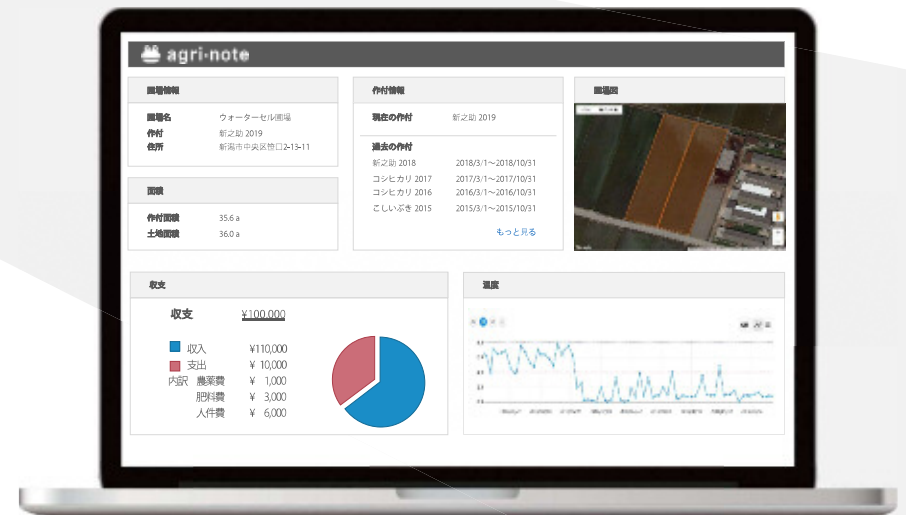 agri-note
圃場情報
圃場名 ウォーターセル圃場
作付 新之助 2019
住所 新潟市中央区笹口2-13-11
面積
作付面積 35.6 a
土地面積 36.0 a
作付情報
現在の作付 新之助 2019
過去の作付
新之助 2018 2018/3/1～2018/10/31
コシヒカリ 2017 2017/3/1～2017/10/31
コシヒカリ 2016 2016/3/1～2016/10/31
こしいぶき 2015 2015/3/1～2015/10/31
もっと見る
圃場図
収支
収支 ¥100,000
収入 ¥110,000
支出 ¥ 10,000
内訳 農薬費 ¥ 1,000
肥料費 ¥ 3,000
人件費 ¥ 6,000
温度